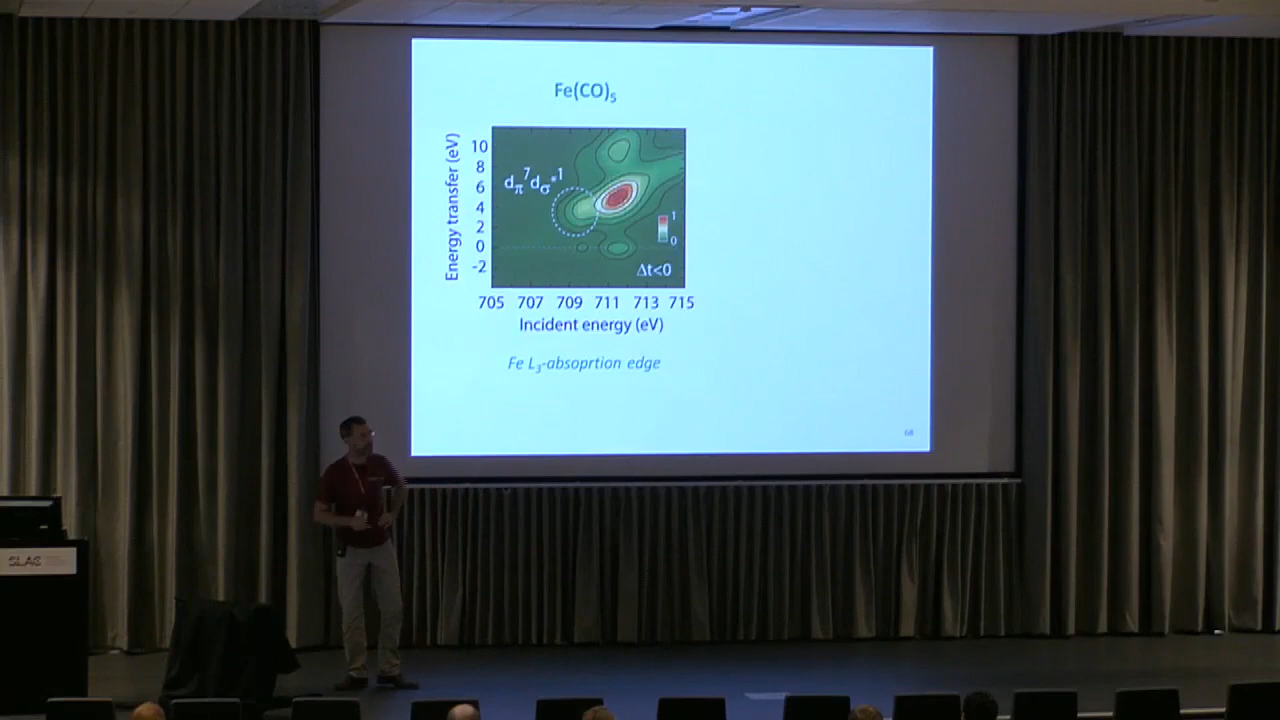 Fe(CO)5
Energy transfer (eV)
10
8
6
4
2
0
-2
dπ7dσ*1
1
0
Δt<0
705 707 709 711 713 715
Incident energy (eV)
Fe L3-absoprtion edge
68
SLAC